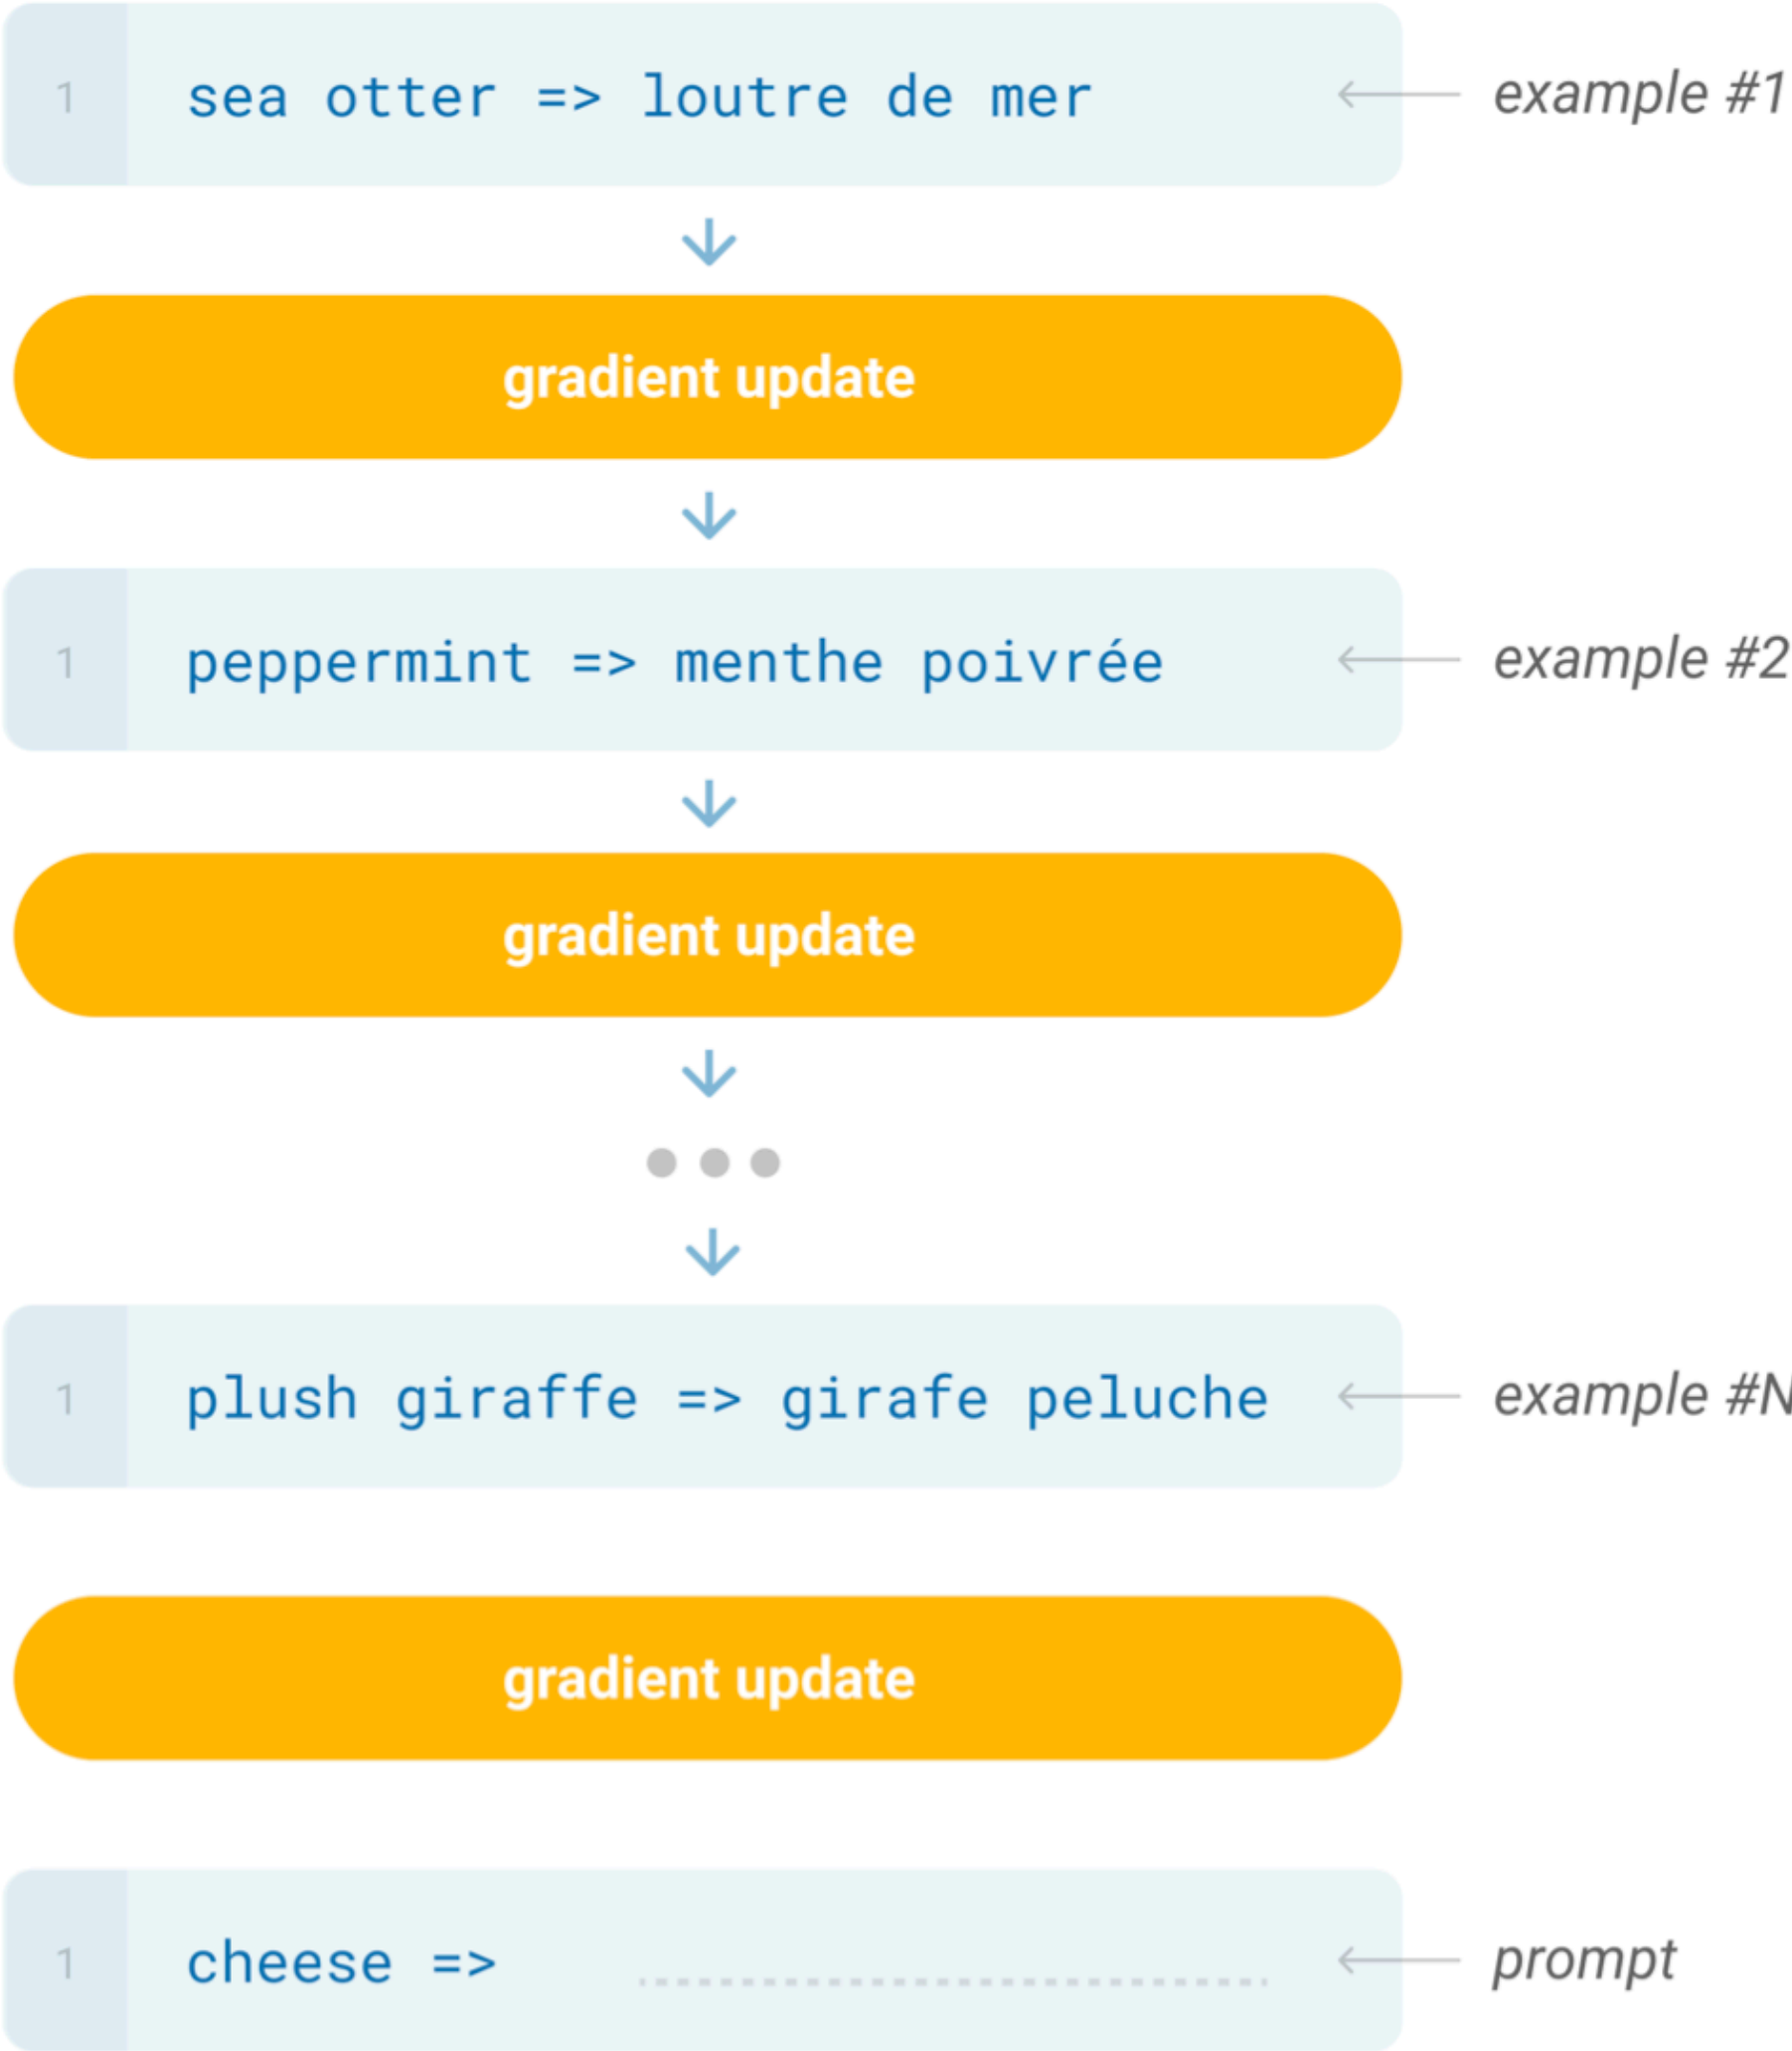 1 sea otter => loutre de mer example #1
gradient update
1 peppermint => menthe poivrée example #2
gradient update
1 plush giraffe => girafe peluche example #N
gradient update
1 cheese => prompt